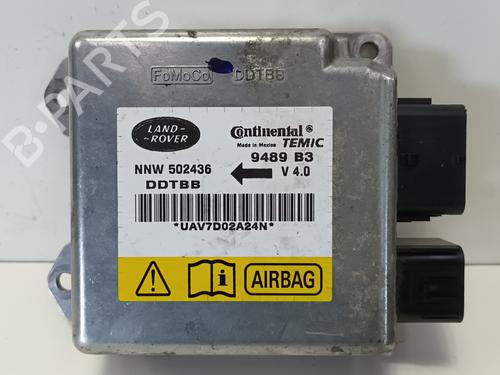 FoMoCo DDTBB
LAND-
-ROVER
Continental® TEMIC
Made in Mexico
9489 B3
NNW 502436
V 4.0
DDTBB
*UAV7D02A24N*
AIRBAG
B-PARTS